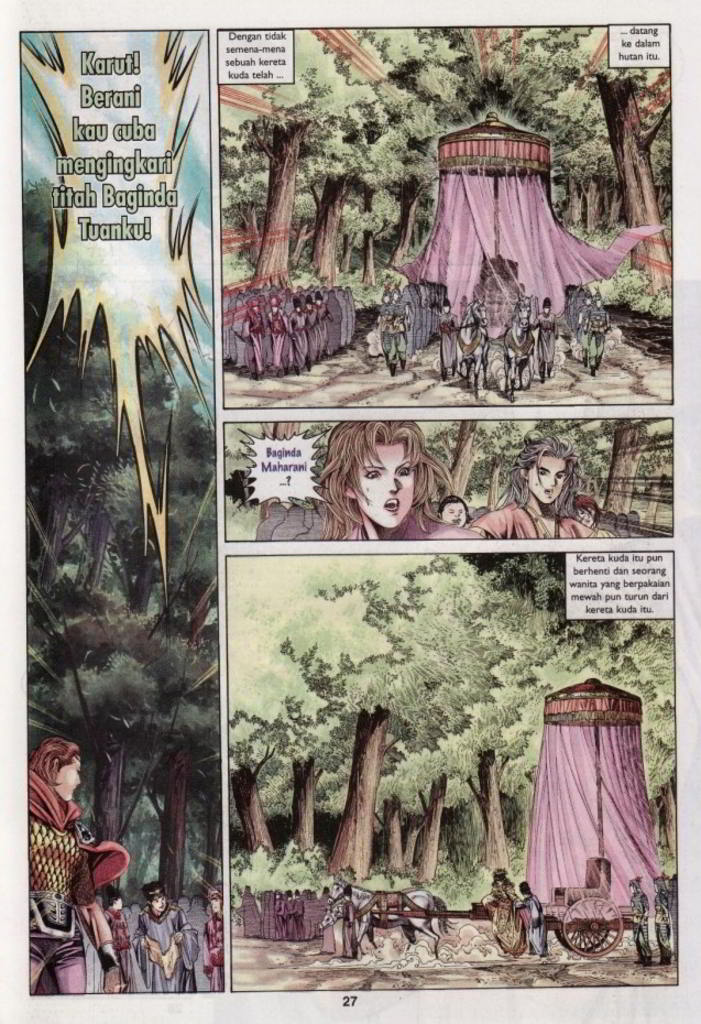 Karut!
Berani
kau cuba
mengingkari
titah Baginda
Tuanku!
Dengan tidak
semena-mena
sebuah kereta
kuda telah ...
... datang
ke dalam
hutan itu.
Baginda
Maharani
...?
Kereta kuda itu pun
berhenti dan seorang
wanita yang berpakaian
mewah pun turun dari
kereta kuda itu.
27